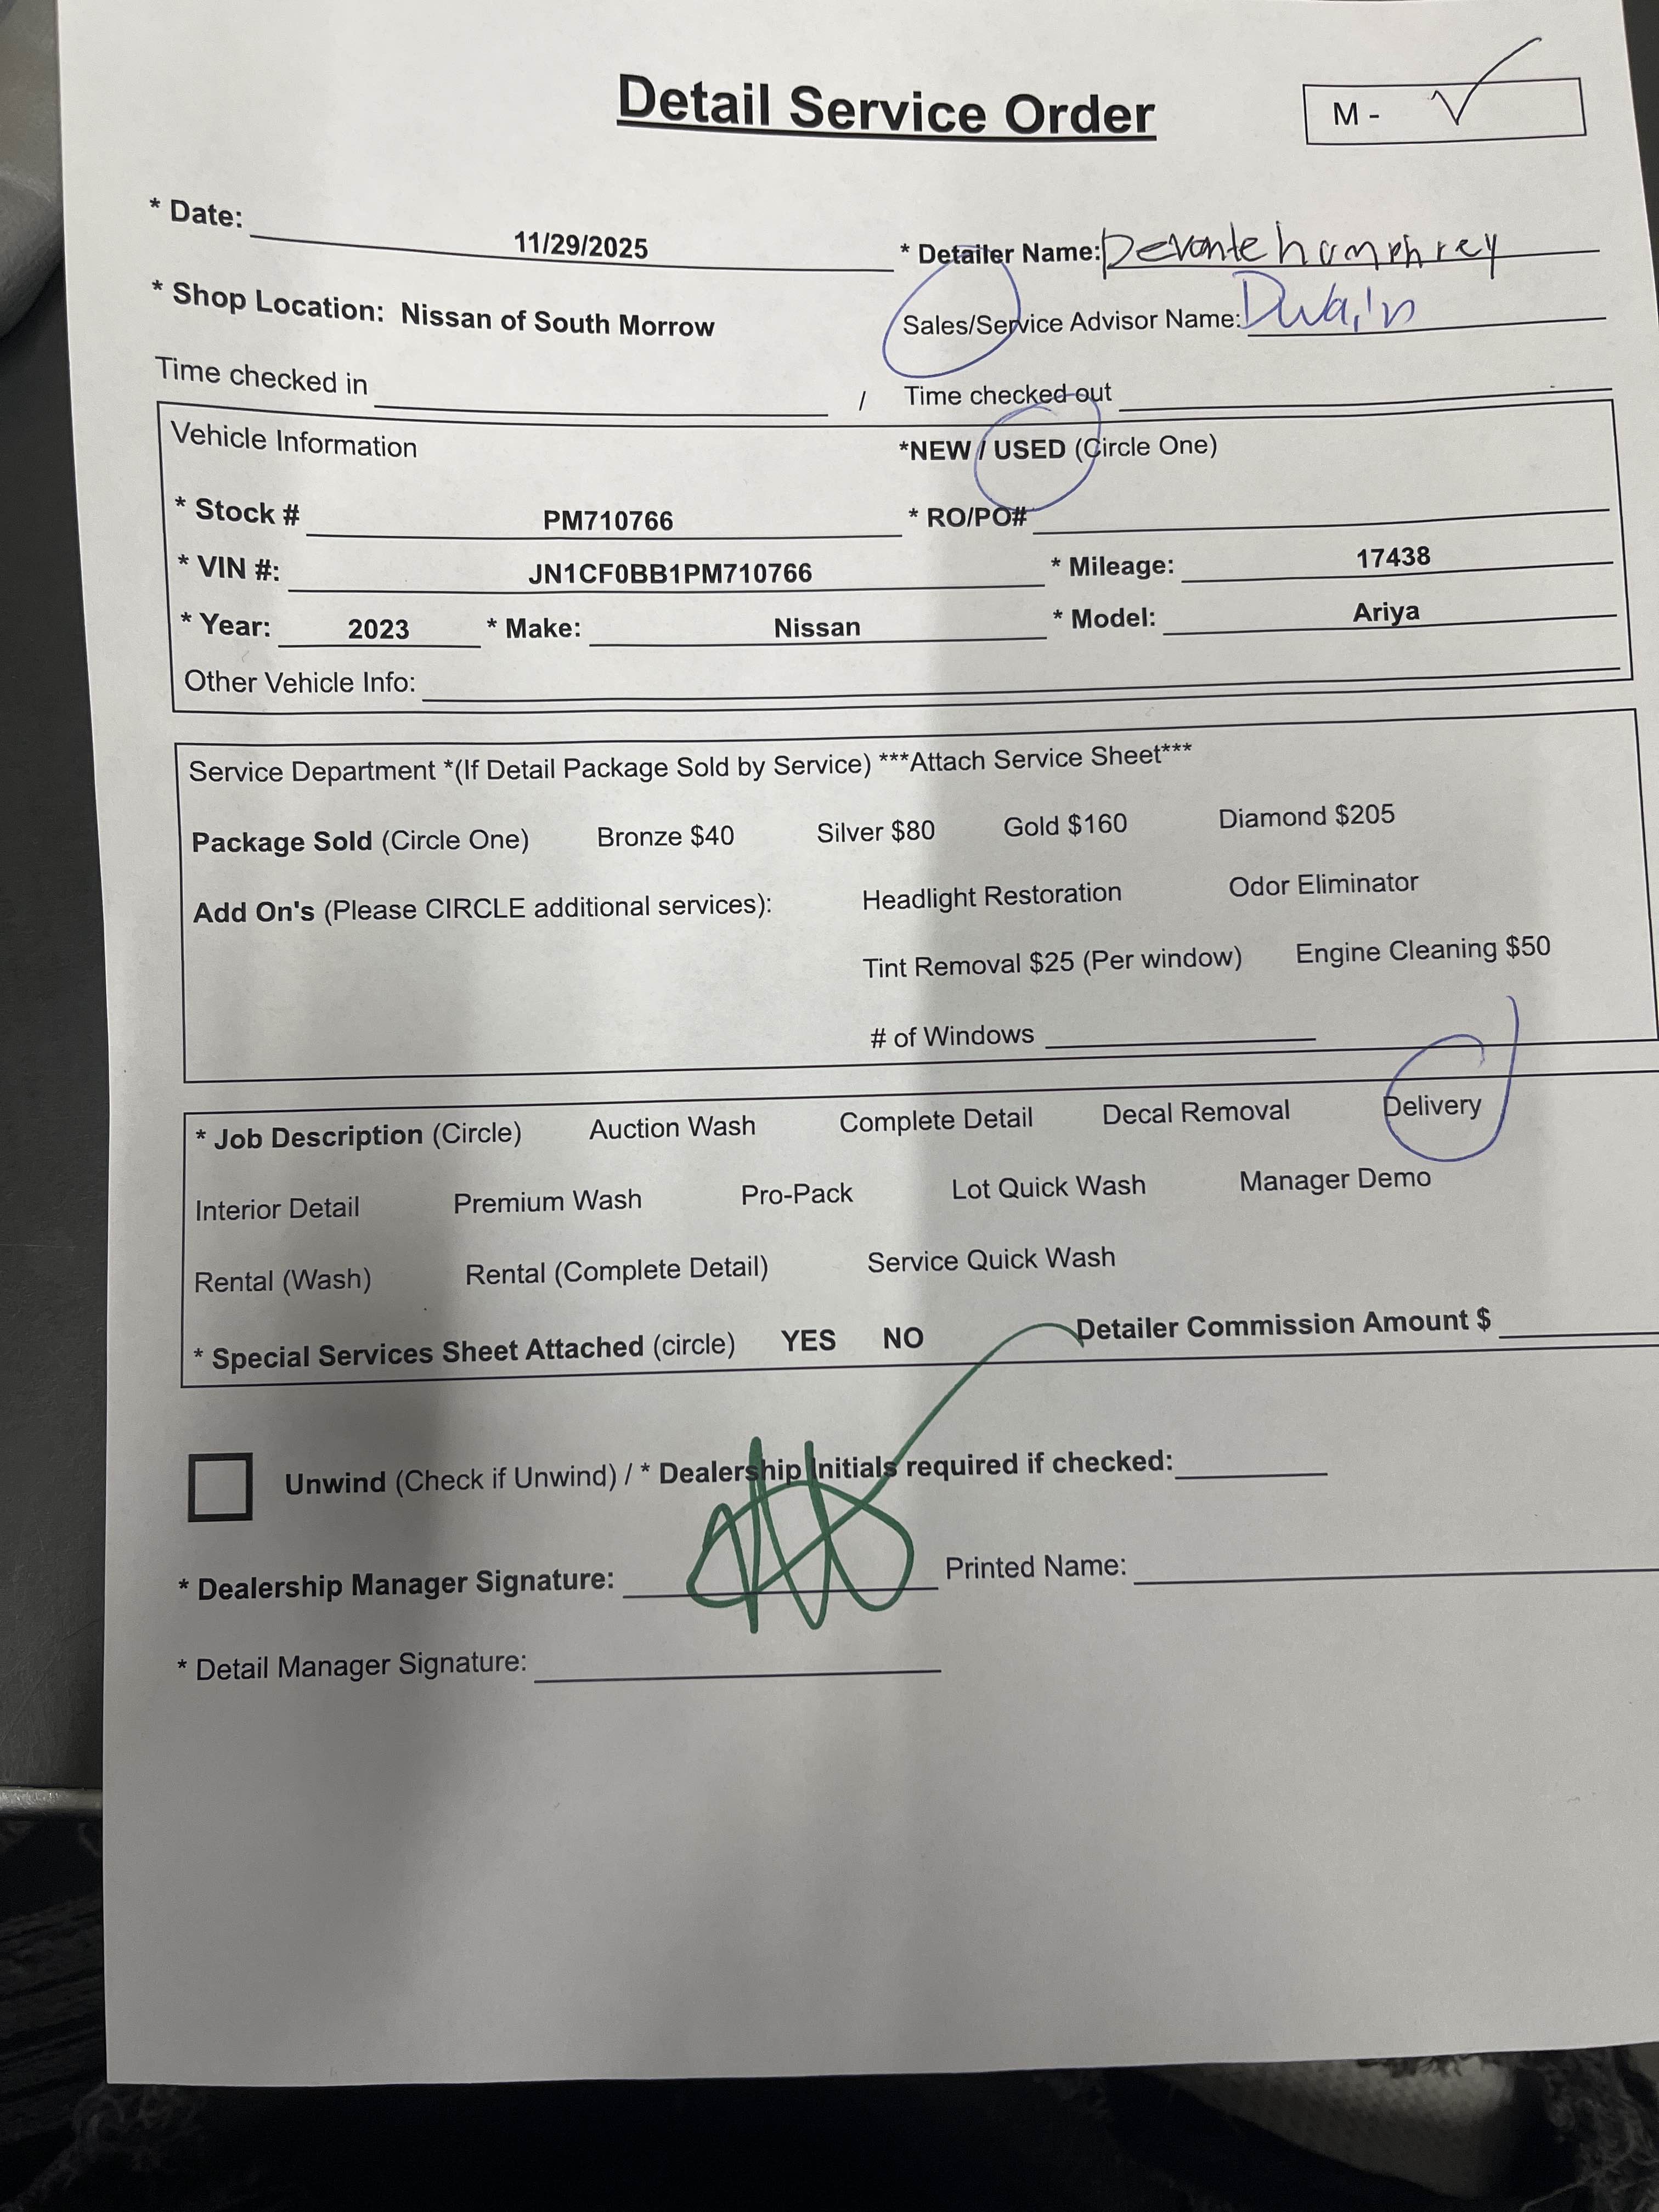 Detail Service Order
M - ✓
* Date: 11/29/2025 * Detailer Name: Devonte humphrey
* Shop Location: Nissan of South Morrow Sales/Service Advisor Name: Dwain
Time checked in / Time checked out
Vehicle Information *NEW / USED (Circle One)
* Stock # PM710766 * RO/PO#
* VIN #: JN1CF0BB1PM710766 * Mileage: 17438
* Year: 2023 * Make: Nissan * Model: Ariya
Other Vehicle Info:
Service Department *(If Detail Package Sold by Service) ***Attach Service Sheet***
Package Sold (Circle One) Bronze $40 Silver $80 Gold $160 Diamond $205
Add On's (Please CIRCLE additional services): Headlight Restoration Odor Eliminator
Tint Removal $25 (Per window) Engine Cleaning $50
# of Windows
* Job Description (Circle) Auction Wash Complete Detail Decal Removal Delivery
Interior Detail Premium Wash Pro-Pack Lot Quick Wash Manager Demo
Rental (Wash) Rental (Complete Detail) Service Quick Wash
* Special Services Sheet Attached (circle) YES NO Detailer Commission Amount $
Unwind (Check if Unwind) / * Dealership Initials required if checked:
* Dealership Manager Signature: Printed Name:
* Detail Manager Signature: